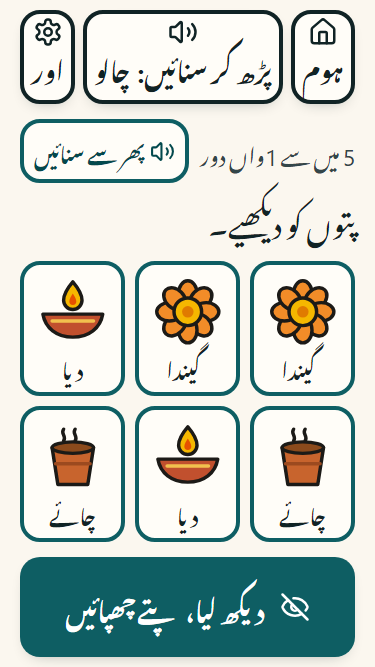 ہوم
پڑھ کر سنائیں: چالو
اور
5 میں سے 1واں دور
پھر سے سنائیں
پتوں کو دیکھیے۔
گیندا
گیندا
دیا
چائے
دیا
چائے
دیکھ لیا، پتے چھپائیں